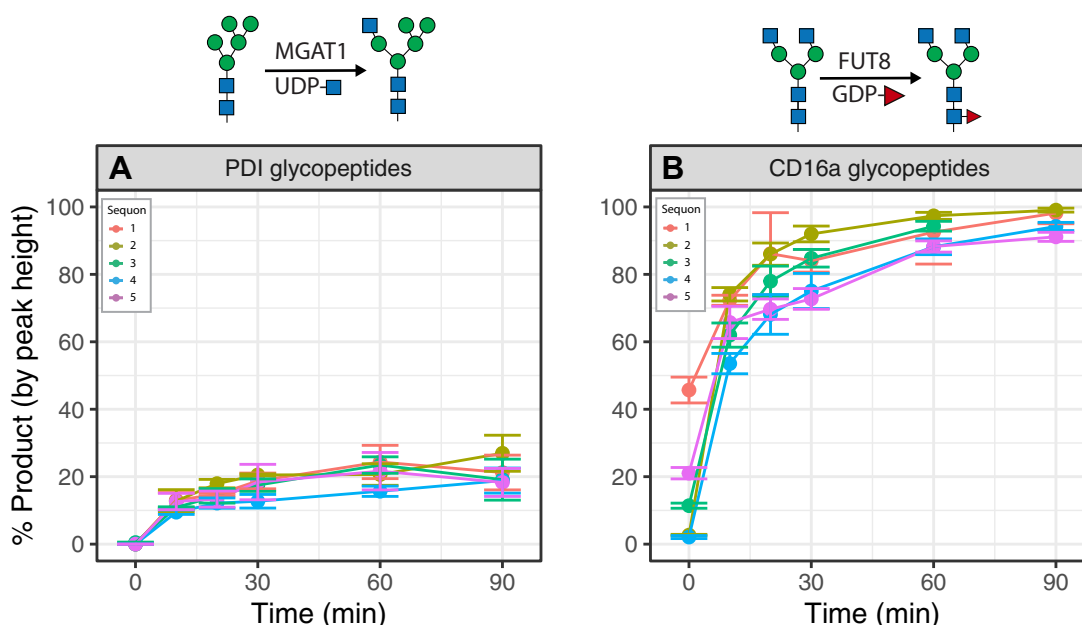 MGAT1
UDP-
FUT8
GDP-
A PDI glycopeptides
B CD16a glycopeptides
% Product (by peak height)
100
80
60
40
20
0
Sequon
1
2
3
4
5
0 30 60 90
Time (min)
100
80
60
40
20
0
Sequon
1
2
3
4
5
0 30 60 90
Time (min)